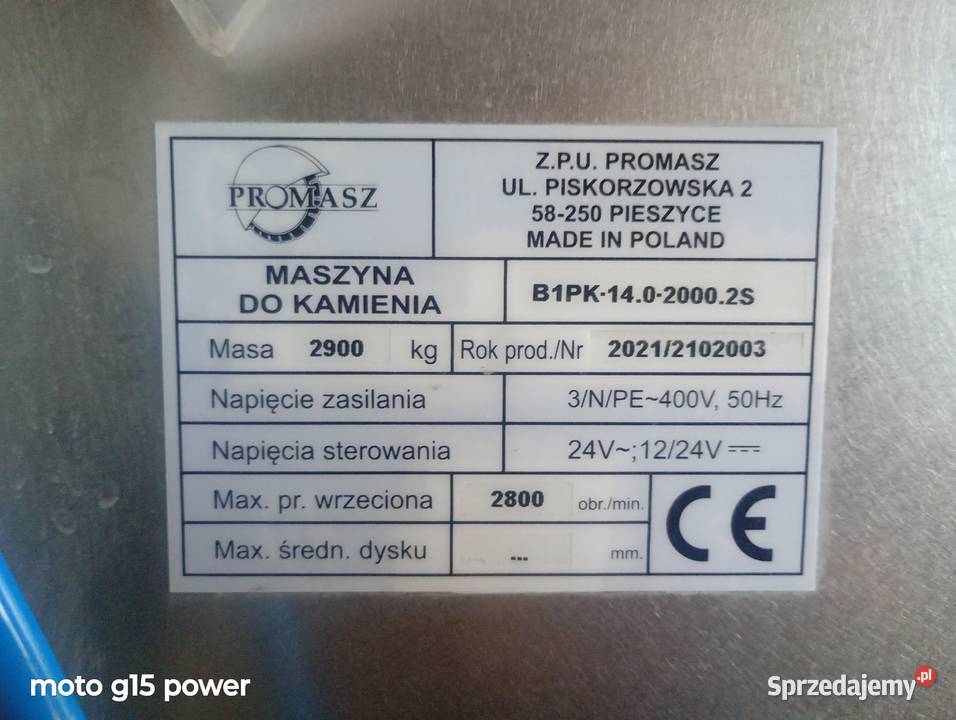 PROMASZ
Z.P.U. PROMASZ
UL. PISKORZOWSKA 2
58-250 PIESZYCE
MADE IN POLAND
MASZYNA
DO KAMIENIA
B1PK-14.0-2000.2S
Masa 2900 kg
Rok prod./Nr 2021/2102003
Napięcie zasilania
3/N/PE~400V, 50Hz
Napięcia sterowania
24V~;12/24V ⎓
Max. pr. wrzeciona 2800 obr./min.
Max. średn. dysku ... mm.
CE
moto g15 power
Sprzedajemy.pl